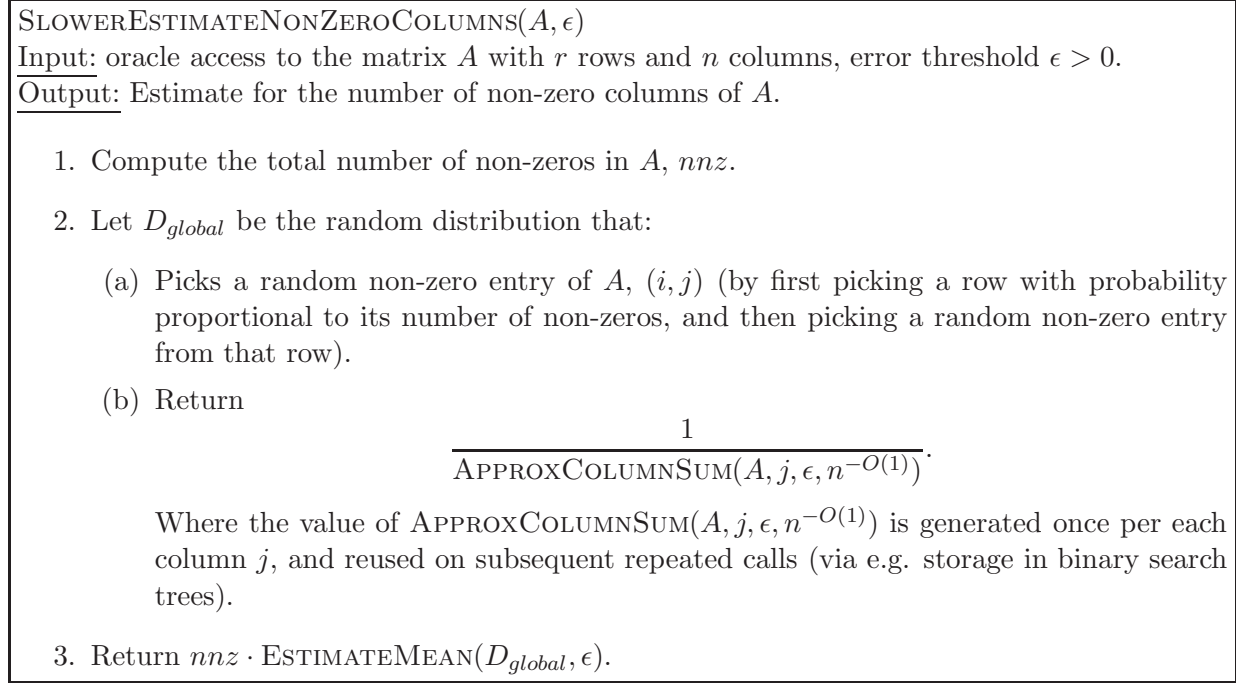 SLOWERESTIMATENONZEROCOLUMNS(A, ϵ)
Input: oracle access to the matrix A with r rows and n columns, error threshold ϵ > 0.
Output: Estimate for the number of non-zero columns of A.
1. Compute the total number of non-zeros in A, nnz.
2. Let D_{global} be the random distribution that:
(a) Picks a random non-zero entry of A, (i, j) (by first picking a row with probability
proportional to its number of non-zeros, and then picking a random non-zero entry
from that row).
(b) Return
1
APPROXCOLUMNSUM(A, j, ϵ, n^{−O(1)}) .
Where the value of APPROXCOLUMNSUM(A, j, ϵ, n^{−O(1)}) is generated once per each
column j, and reused on subsequent repeated calls (via e.g. storage in binary search
trees).
3. Return nnz · ESTIMATEMEAN(D_{global}, ϵ).